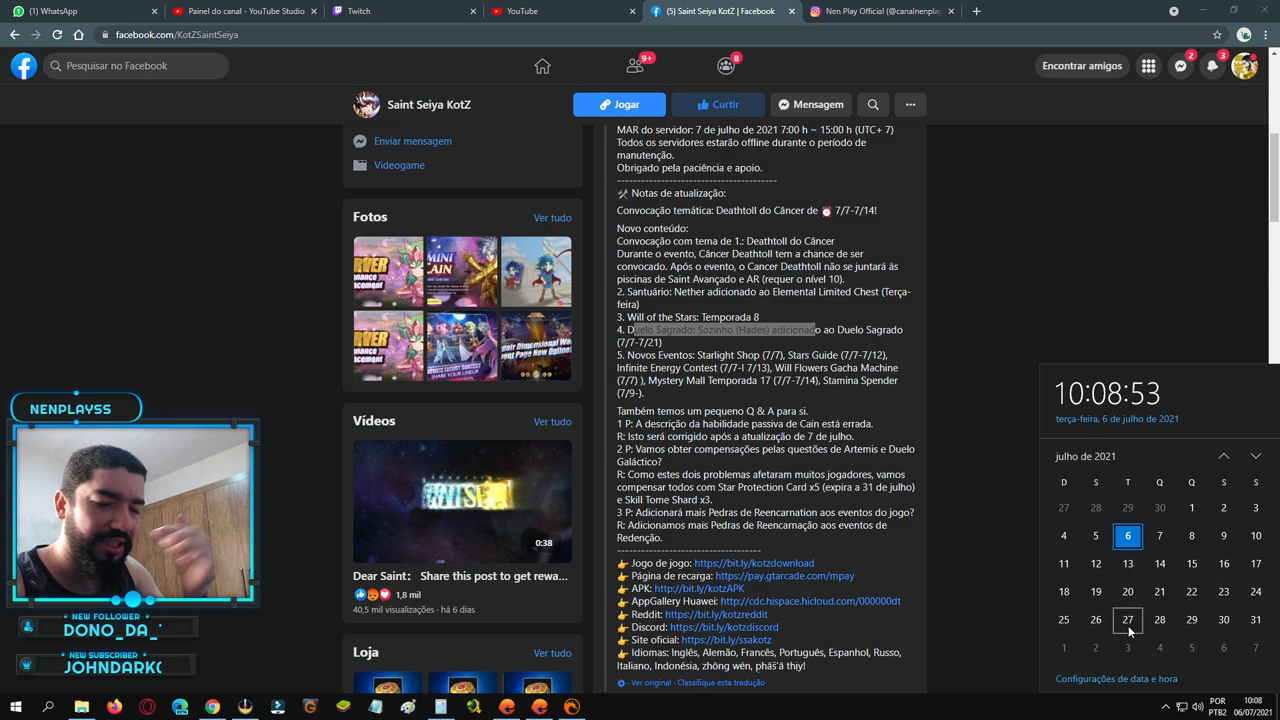 (1) WhatsApp
Painel do canal - YouTube Studio
Twitch
YouTube
(5) Saint Seiya KotZ | Facebook
Nen Play Official (@canalnenplay
facebook.com/KotZSaintSeiya
Pesquisar no Facebook
9+
8
Encontrar amigos
2
3
Saint Seiya KotZ
Jogar
Curtir
Mensagem
Enviar mensagem
Videogame
Fotos
Ver tudo
MINI
CAIN
Vídeos
Ver tudo
0:38
Dear Saint： Share this post to get rewa...
1,8 mil
40,5 mil visualizações · há 6 dias
Loja
Ver tudo
MAR do servidor: 7 de julho de 2021 7:00 h ~ 15:00 h (UTC+ 7)
Todos os servidores estarão offline durante o período de
manutenção.
Obrigado pela paciência e apoio.
----------------------------------------
Notas de atualização:
Convocação temática: Deathtoll do Câncer de ⏰ 7/7-7/14!
Novo conteúdo:
Convocação com tema de 1.: Deathtoll do Câncer
Durante o evento, Câncer Deathtoll tem a chance de ser
convocado. Após o evento, o Cancer Deathtoll não se juntará às
piscinas de Saint Avançado e AR (requer o nível 10).
2. Santuário: Nether adicionado ao Elemental Limited Chest (Terça-
feira)
3. Will of the Stars: Temporada 8
4. Duelo Sagrado: Sozinho (Hades) adicionado ao Duelo Sagrado
(7/7-7/21)
5. Novos Eventos: Starlight Shop (7/7), Stars Guide (7/7-7/12),
Infinite Energy Contest (7/7-I 7/13), Will Flowers Gacha Machine
(7/7) ), Mystery Mall Temporada 17 (7/7-7/14), Stamina Spender
(7/9-).
Também temos um pequeno Q & A para si.
1 P: A descrição da habilidade passiva de Cain está errada.
R: Isto será corrigido após a atualização de 7 de julho.
2 P: Vamos obter compensações pelas questões de Artemis e Duelo
Galáctico?
R: Como estes dois problemas afetaram muitos jogadores, vamos
compensar todos com Star Protection Card x5 (expira a 31 de julho)
e Skill Tome Shard x3.
3 P: Adicionará mais Pedras de Reencarnation aos eventos do jogo?
R: Adicionamos mais Pedras de Reencarnação aos eventos de
Redenção.
------------------------------------
👉 Jogo de jogo: https://bit.ly/kotzdownload
👉 Página de recarga: https://pay.gtarcade.com/mpay
👉 APK: http://bit.ly/kotzAPK
👉 AppGallery Huawei: http://cdc.hispace.hicloud.com/000000dt
👉 Reddit: https://bit.ly/kotzreddit
👉 Discord: https://bit.ly/kotzdiscord
👉 Site oficial: https://bit.ly/ssakotz
👉 Idiomas: Inglês, Alemão, Francês, Português, Espanhol, Russo,
Italiano, Indonésia, zhōng wén, phās̄ʹā thịy!
· Ver original · Classifique esta tradução
NENPLAYSS
NEW FOLLOWER
DONO_DA_
NEW SUBSCRIBER
JOHNDARK
10:08:53
terça-feira, 6 de julho de 2021
julho de 2021
D S T Q Q S S
27 28 29 30 1 2 3
4 5 6 7 8 9 10
11 12 13 14 15 16 17
18 19 20 21 22 23 24
25 26 27 28 29 30 31
1 2 3 4 5 6 7
Configurações de data e hora
POR
PTB2
10:08
06/07/2021